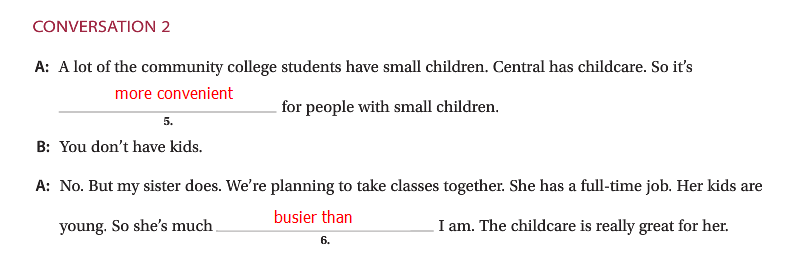 CONVERSATION 2
A: A lot of the community college students have small children. Central has childcare. So it's
more convenient for people with small children.
5.
B: You don't have kids.
A: No. But my sister does. We're planning to take classes together. She has a full-time job. Her kids are
young. So she's much busier than I am. The childcare is really great for her.
6.